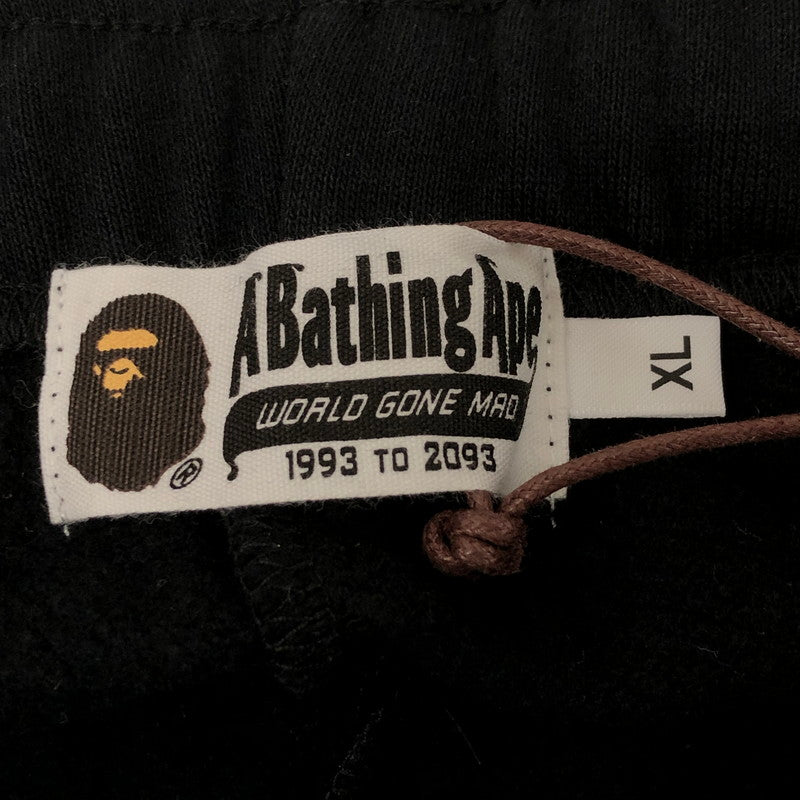 A Bathing Ape
WORLD GONE MAD
1993 TO 2093
®
XL